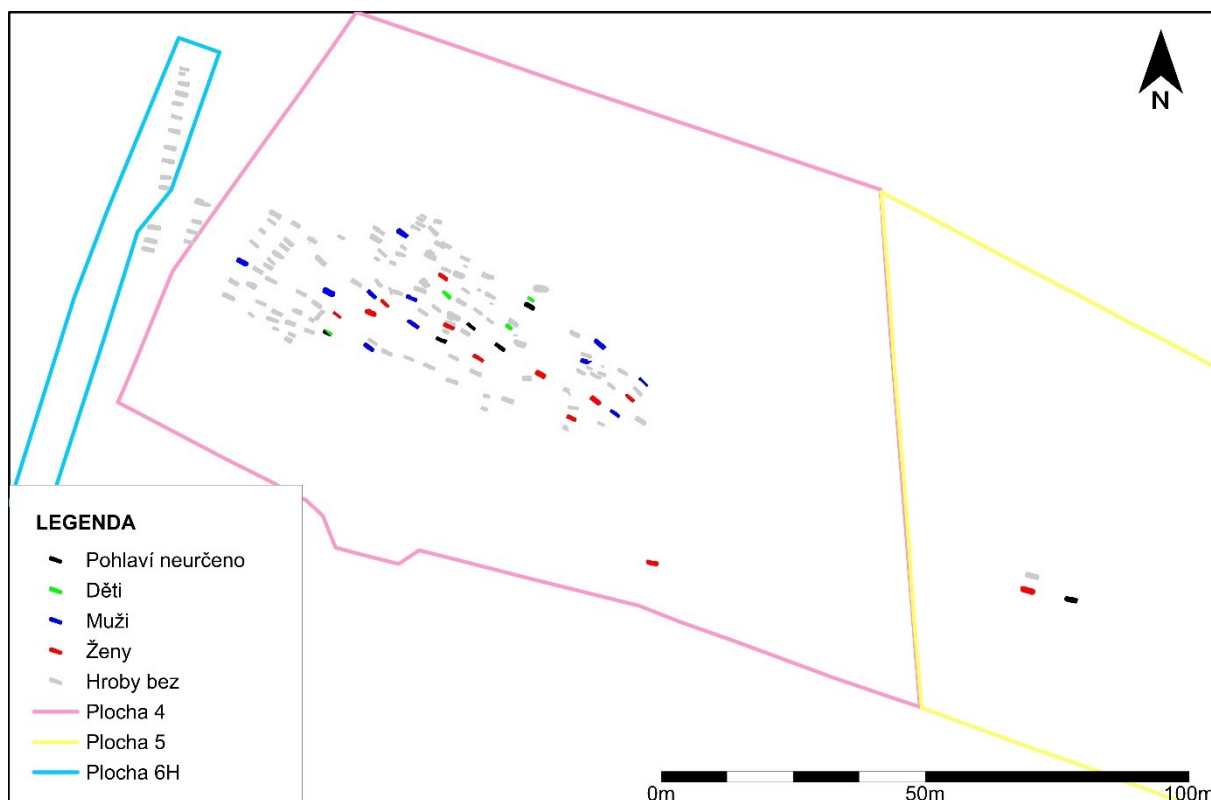 N
LEGENDA
Pohlaví neurčeno
Děti
Muži
Ženy
Hroby bez
Plocha 4
Plocha 5
Plocha 6H
0m 50m 100m